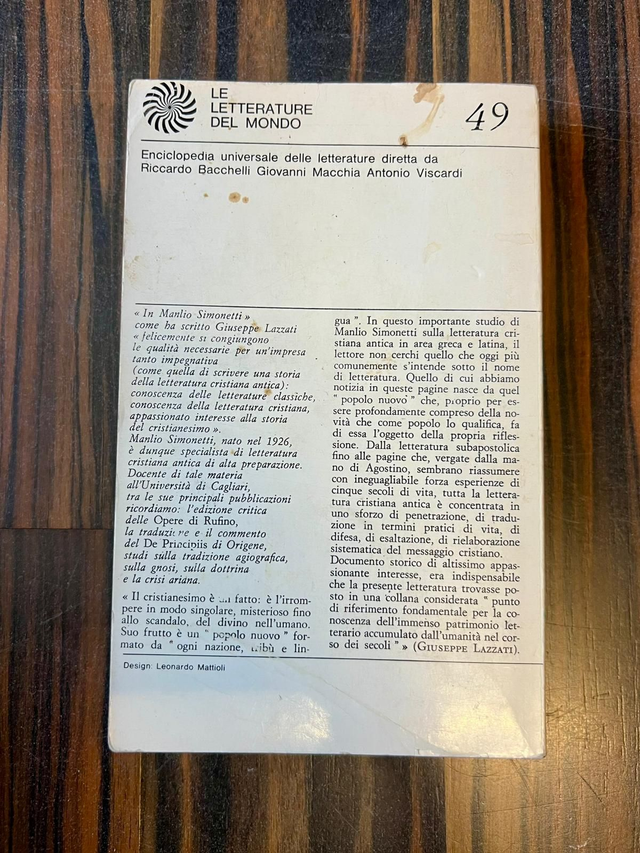 LE
LETTERATURE
DEL MONDO
49
Enciclopedia universale delle letterature diretta da
Riccardo Bacchelli Giovanni Macchia Antonio Viscardi
« In Manlio Simonetti »
come ha scritto Giuseppe Lazzati
« felicemente si congiungono
le qualità necessarie per un'impresa
tanto impegnativa
(come quella di scrivere una storia
della letteratura cristiana antica):
conoscenza delle letterature classiche,
conoscenza della letteratura cristiana,
appassionato interesse alla storia
del cristianesimo ».
Manlio Simonetti, nato nel 1926,
è dunque specialista di letteratura
cristiana antica di alta preparazione.
Docente di tale materia
all'Università di Cagliari,
tra le sue principali pubblicazioni
ricordiamo: l'edizione critica
delle Opere di Rufino,
la traduzione e il commento
del De Principiis di Origene,
studi sulla tradizione agiografica,
sulla gnosi, sulla dottrina
e la crisi ariana.
« Il cristianesimo è fatto: è l'irrom-
pere in modo singolare, misterioso fino
allo scandalo, del divino nell'umano.
Suo frutto è un " popolo nuovo " for-
mato da " ogni nazione, tribù e lin-
gua ". In questo importante studio di
Manlio Simonetti sulla letteratura cri-
stiana antica in area greca e latina, il
lettore non cerchi quello che oggi più
comunemente s'intende sotto il nome
di letteratura. Quello di cui abbiamo
notizia in queste pagine nasce da quel
" popolo nuovo " che, proprio per es-
sere profondamente compreso della no-
vità che come popolo lo qualifica, fa
di essa l'oggetto della propria rifles-
sione. Dalla letteratura subapostolica
fino alle pagine che, vergate dalla ma-
no di Agostino, sembrano riassumere
con ineguagliabile forza esperienze di
cinque secoli di vita, tutta la lettera-
tura cristiana antica è concentrata in
uno sforzo di penetrazione, di tradu-
zione in termini pratici di vita, di
difesa, di esaltazione, di rielaborazione
sistematica del messaggio cristiano.
Documento storico di altissimo appas-
sionante interesse, era indispensabile
che la presente letteratura trovasse po-
sto in una collana considerata " punto
di riferimento fondamentale per la co-
noscenza dell'immenso patrimonio let-
terario accumulato dall'umanità nel cor-
so dei secoli " » (GIUSEPPE LAZZATI).
Design: Leonardo Mattioli